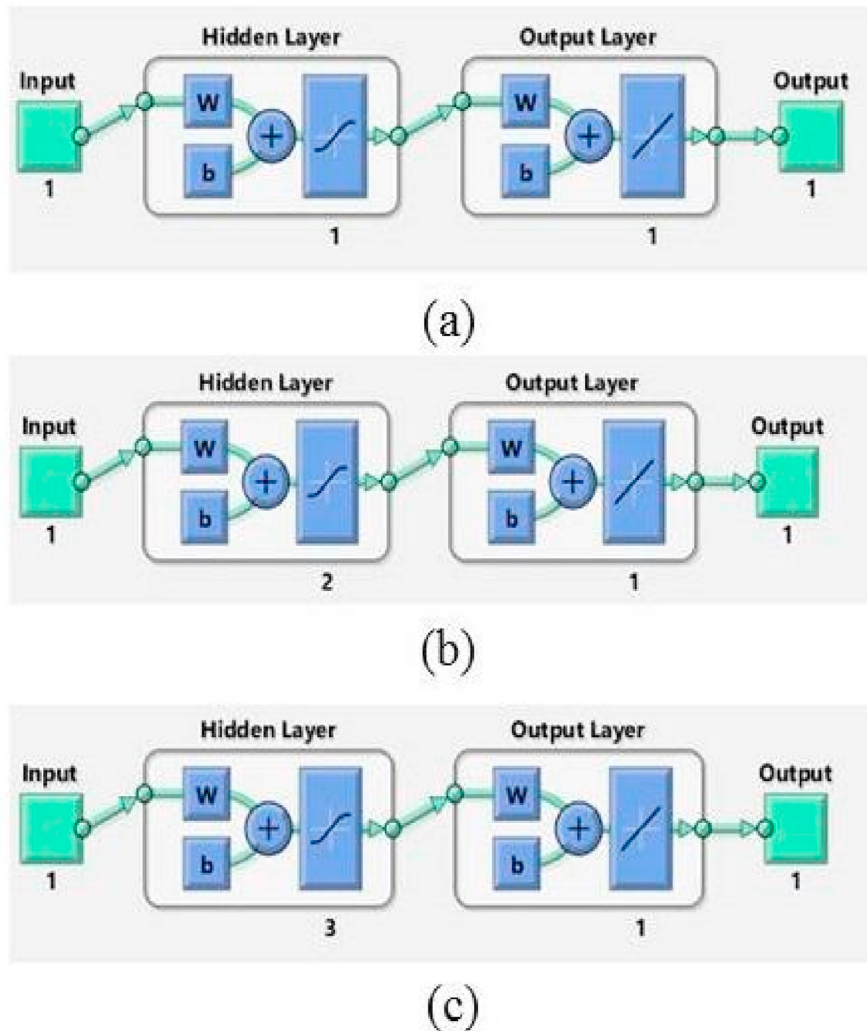 Hidden Layer Output Layer
Input Output
W W
b b
1 1
1 1
(a)
Hidden Layer Output Layer
Input Output
W W
b b
1 1
2 1
(b)
Hidden Layer Output Layer
Input Output
W W
b b
1 1
3 1
(c)